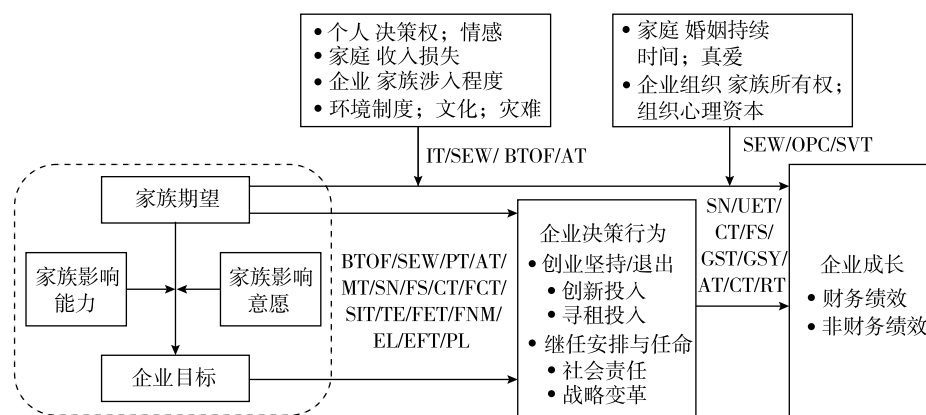 • 个人 决策权；情感
• 家庭 收入损失
• 企业 家族涉入程度
• 环境制度；文化；灾难
• 家庭 婚姻持续
时间；真爱
• 企业组织 家族所有权；
组织心理资本
IT/SEW/ BTOF/AT
SEW/OPC/SVT
家族期望
家族影响
能力
家族影响
意愿
企业目标
BTOF/SEW/PT/AT/
MT/SN/FS/CT/FCT/
SIT/TE/FET/FNM/
EL/EFT/PL
企业决策行为
• 创业坚持/退出
• 创新投入
• 寻租投入
• 继任安排与任命
• 社会责任
• 战略变革
SN/UET/
CT/FS/
GST/GSY/
AT/CT/RT
企业成长
• 财务绩效
• 非财务绩效